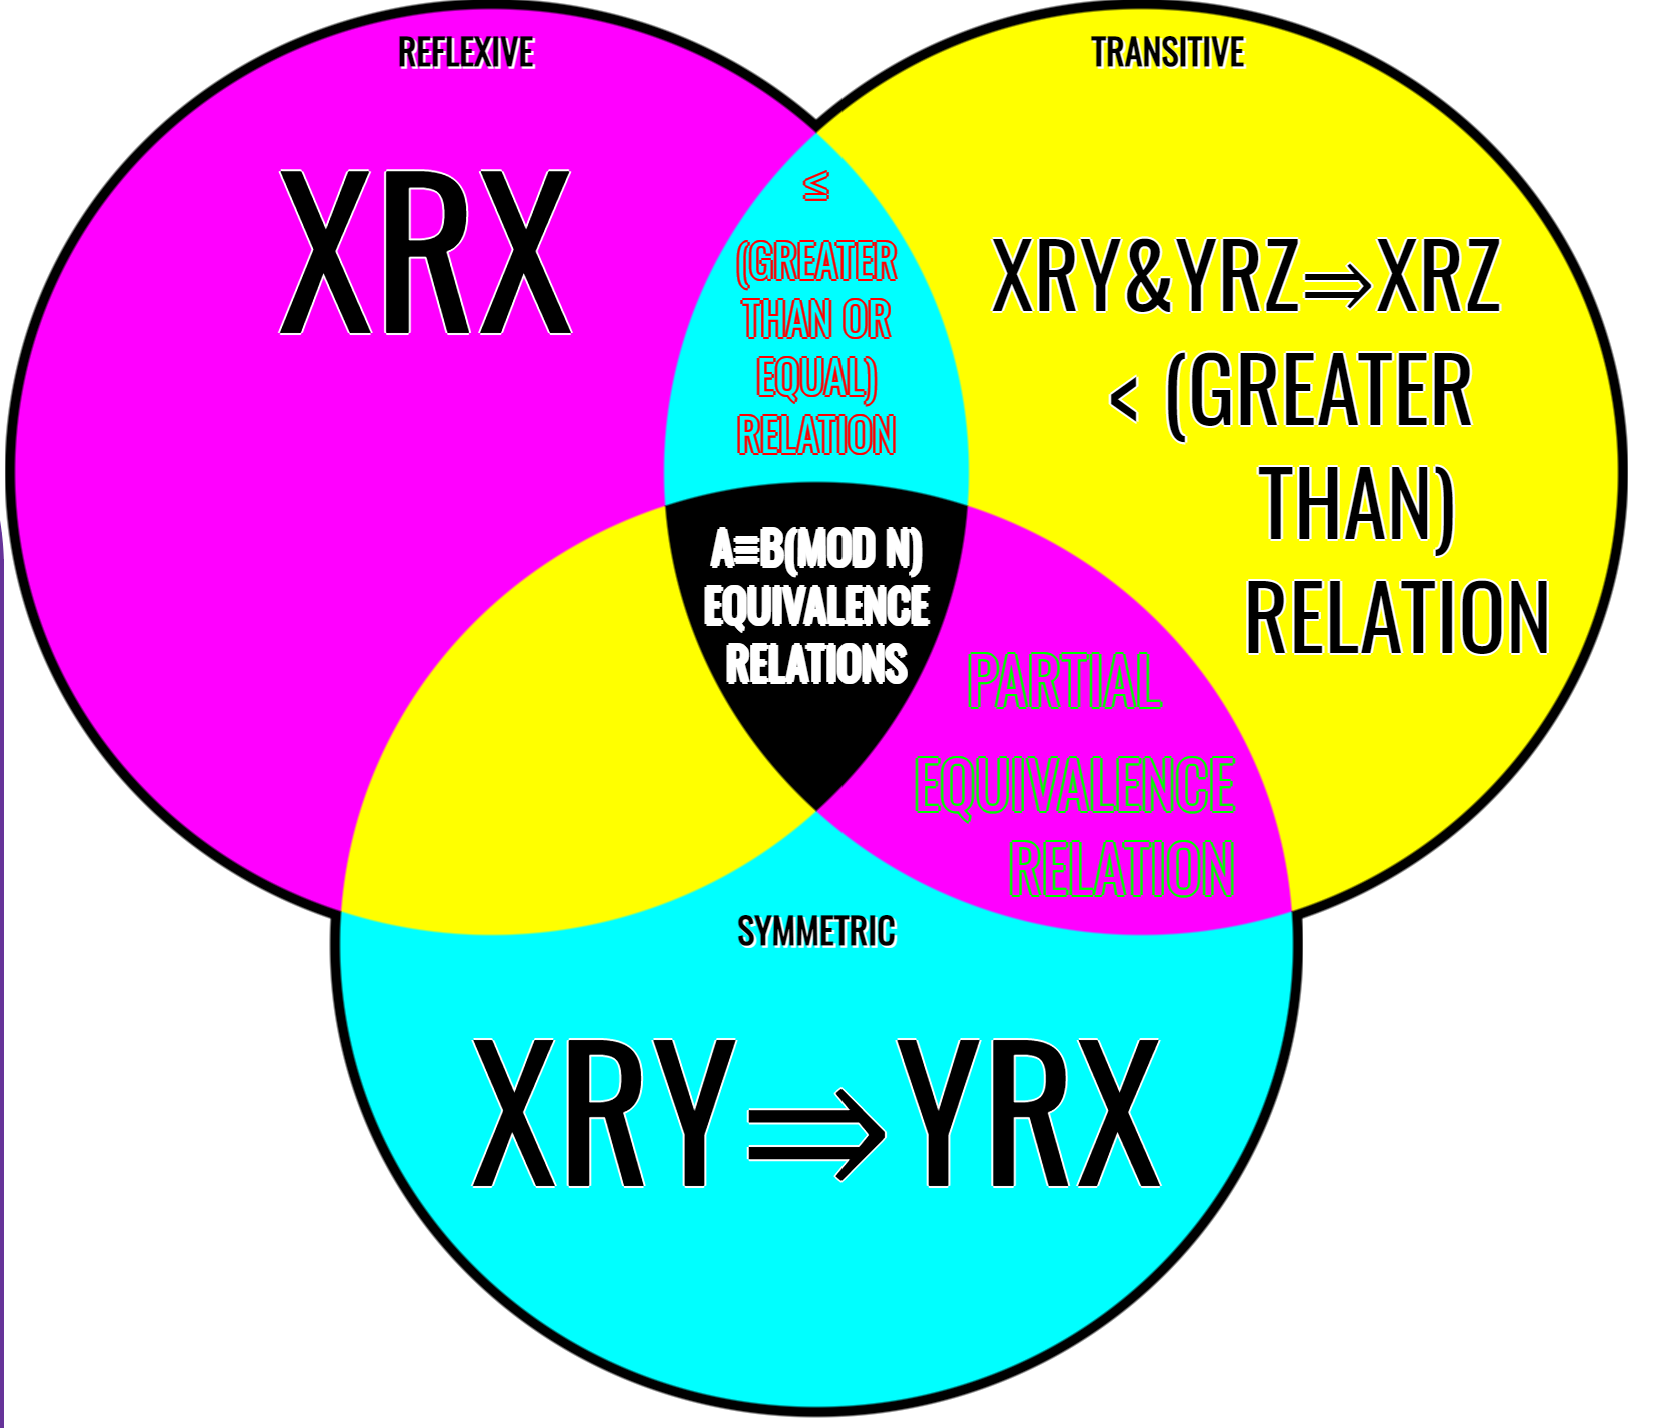 REFLEXIVE
TRANSITIVE
XRX
≤
(GREATER
THAN OR
EQUAL)
RELATION
XRY&YRZ⇒XRZ
< (GREATER
THAN)
RELATION
A≡B(MOD N)
EQUIVALENCE
RELATIONS
PARTIAL
EQUIVALENCE
RELATION
SYMMETRIC
XRY⇒YRX